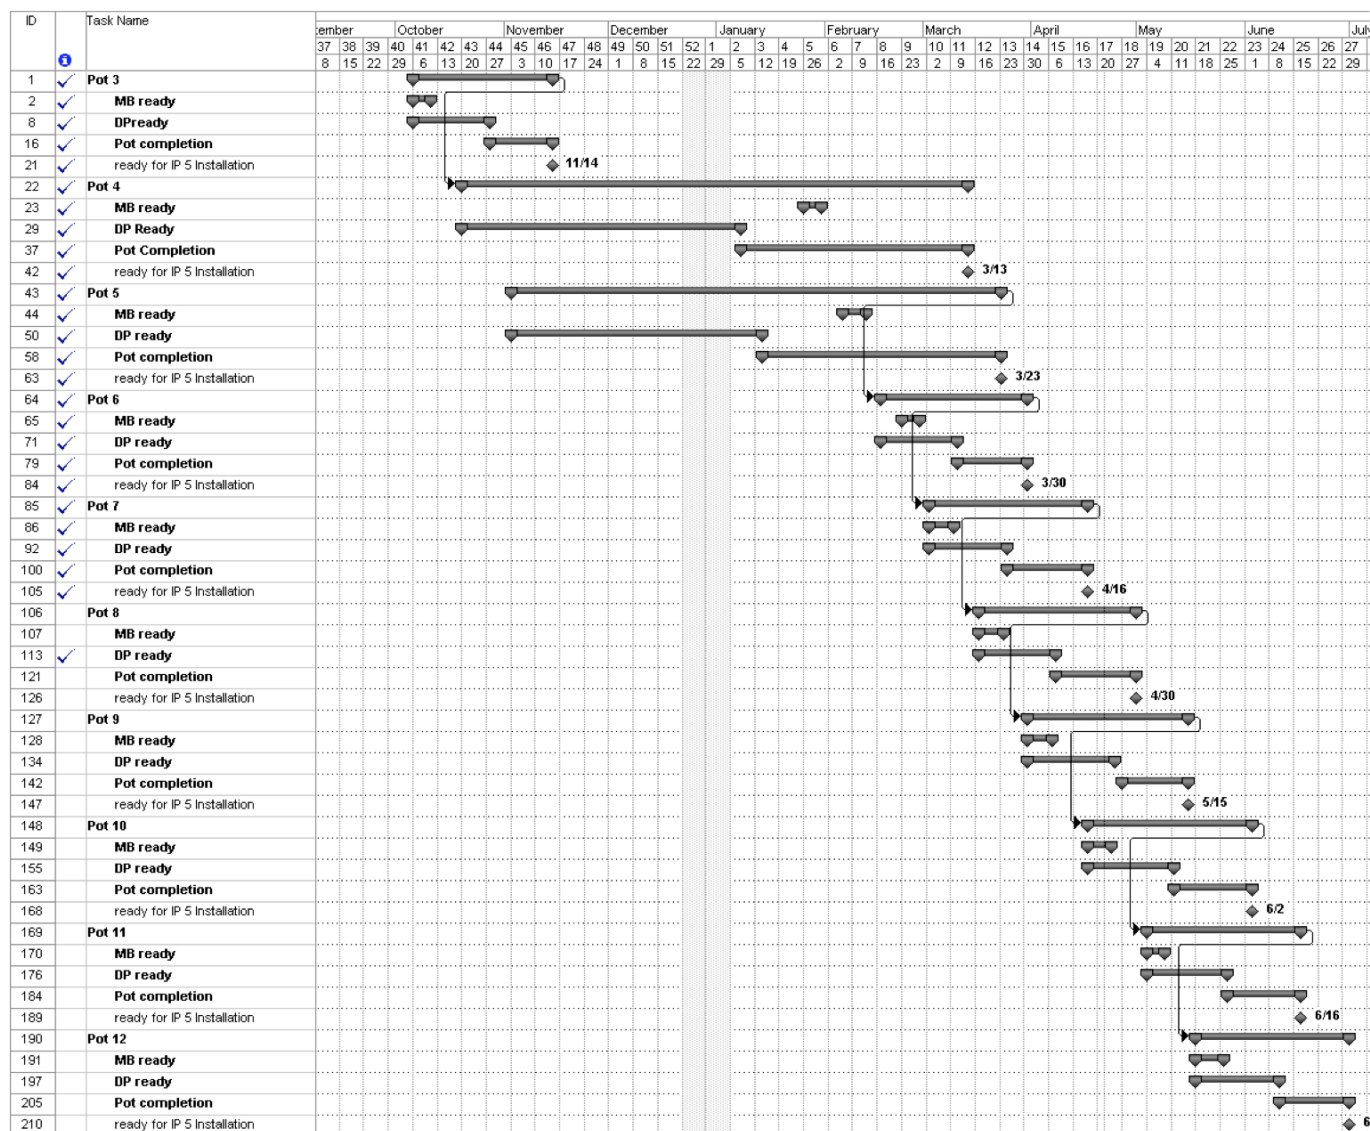 ID Task Name
tember October November December January February March April May June July
37 38 39 40 41 42 43 44 45 46 47 48 49 50 51 52 1 2 3 4 5 6 7 8 9 10 11 12 13 14 15 16 17 18 19 20 21 22 23 24 25 26 27
8 15 22 29 6 13 20 27 3 10 17 24 1 8 15 22 29 5 12 19 26 2 9 16 23 2 9 16 23 30 6 13 20 27 4 11 18 25 1 8 15 22 29
1 Pot 3
2 MB ready
8 DPready
16 Pot completion
21 ready for IP 5 Installation 11/14
22 Pot 4
23 MB ready
29 DP Ready
37 Pot Completion
42 ready for IP 5 Installation 3/13
43 Pot 5
44 MB ready
50 DP ready
58 Pot completion
63 ready for IP 5 Installation 3/23
64 Pot 6
65 MB ready
71 DP ready
79 Pot completion
84 ready for IP 5 Installation 3/30
85 Pot 7
86 MB ready
92 DP ready
100 Pot completion
105 ready for IP 5 Installation 4/16
106 Pot 8
107 MB ready
113 DP ready
121 Pot completion
126 ready for IP 5 Installation 4/30
127 Pot 9
128 MB ready
134 DP ready
142 Pot completion
147 ready for IP 5 Installation 5/15
148 Pot 10
149 MB ready
155 DP ready
163 Pot completion
168 ready for IP 5 Installation 6/2
169 Pot 11
170 MB ready
176 DP ready
184 Pot completion
189 ready for IP 5 Installation 6/16
190 Pot 12
191 MB ready
197 DP ready
205 Pot completion
210 ready for IP 5 Installation 6